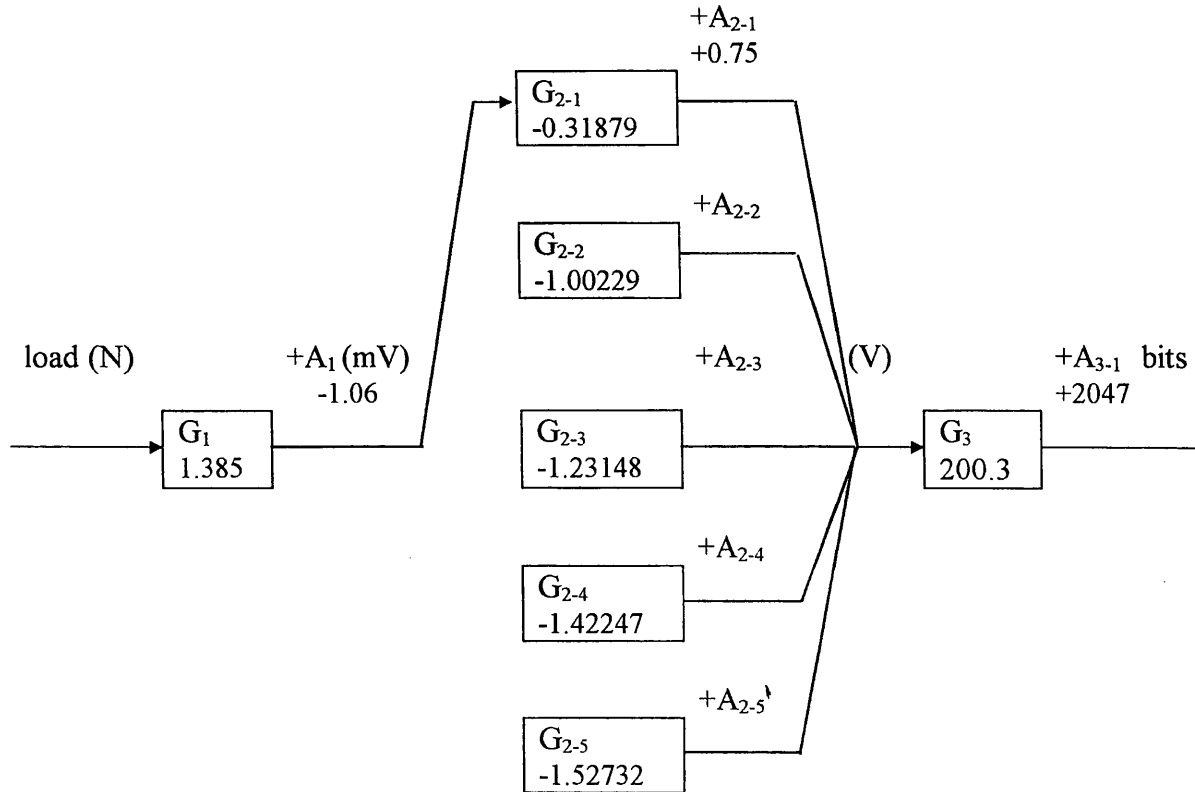 +A₂₋₁
+0.75
G₂₋₁
-0.31879
+A₂₋₂
G₂₋₂
-1.00229
load (N)
+A₁ (mV)
-1.06
+A₂₋₃
(V)
+A₃₋₁ bits
+2047
G₁
1.385
G₂₋₃
-1.23148
G₃
200.3
+A₂₋₄
G₂₋₄
-1.42247
+A₂₋₅
G₂₋₅
-1.52732